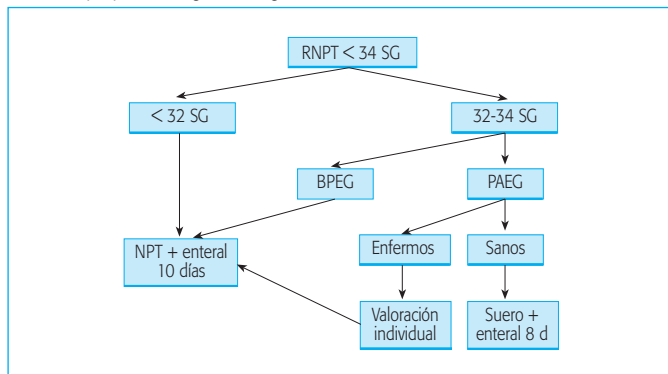 RNPT < 34 SG
< 32 SG
32-34 SG
BPEG
PAEG
NPT + enteral
10 días
Enfermos
Sanos
Valoración
individual
Suero +
enteral 8 d